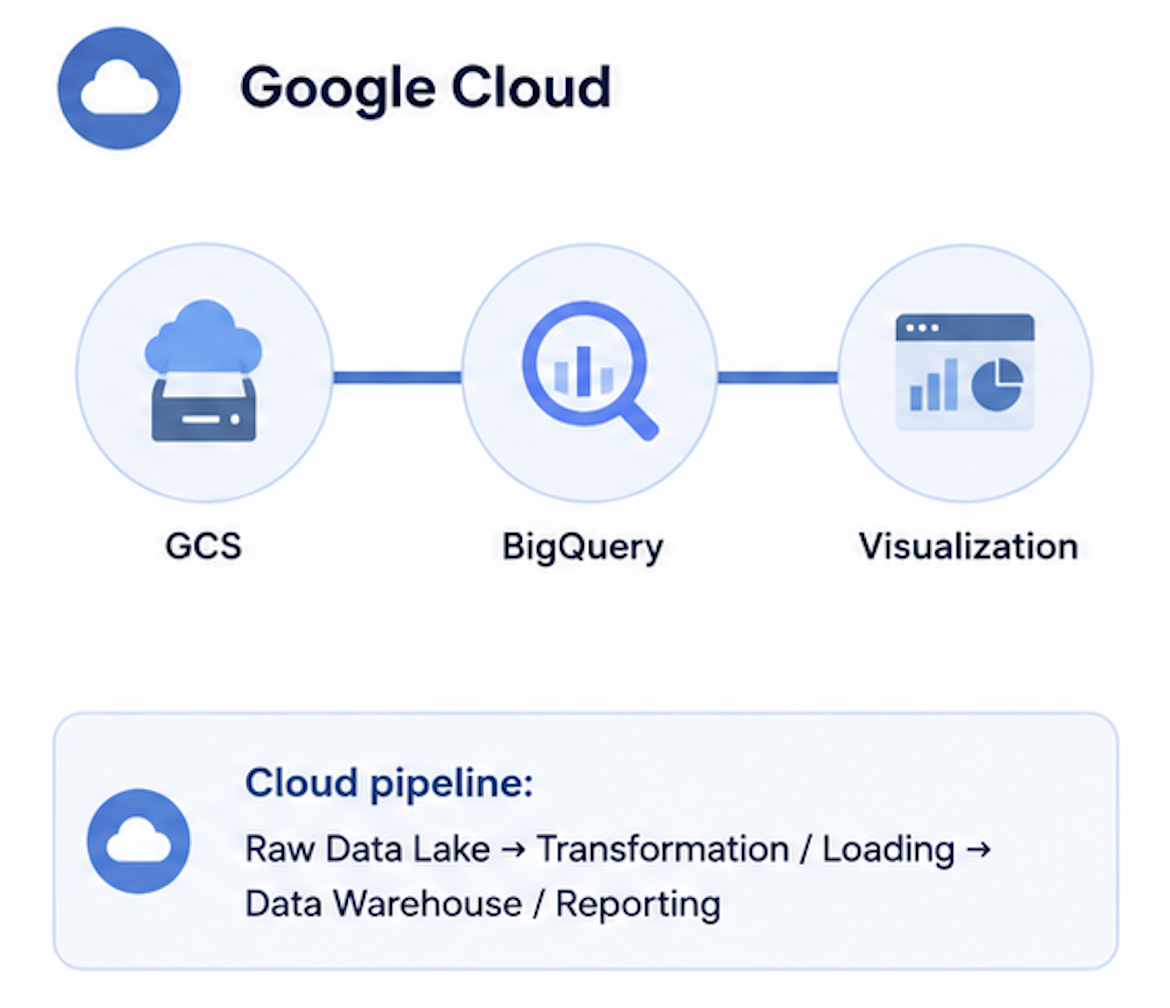 Google Cloud
GCS
BigQuery
Visualization
Cloud pipeline:
Raw Data Lake → Transformation / Loading →
Data Warehouse / Reporting